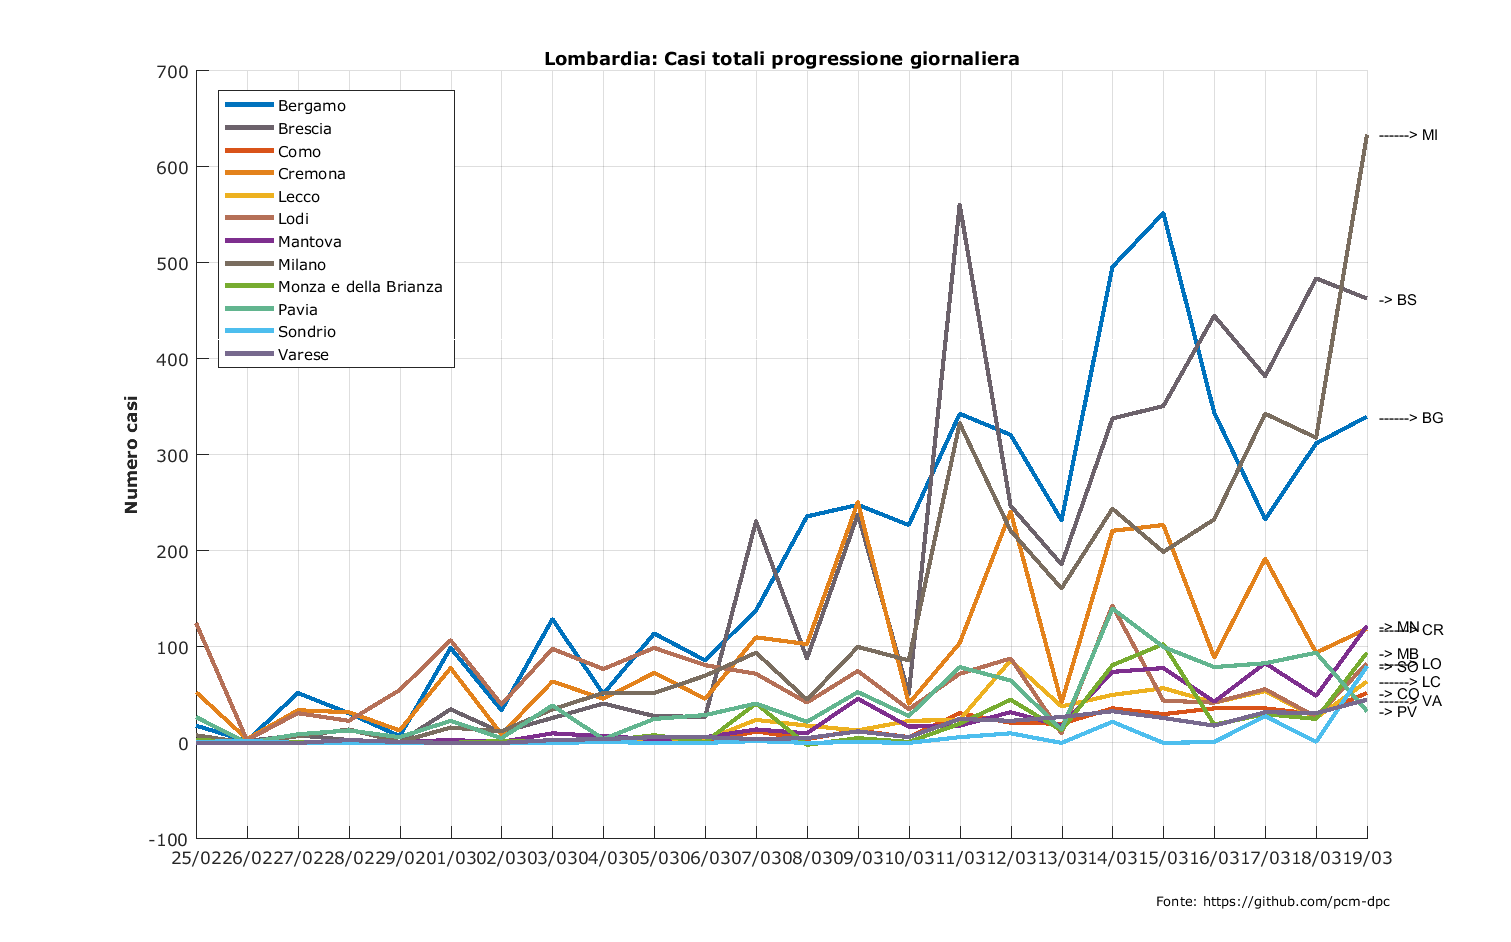 Lombardia: Casi totali progressione giornaliera
700
600
500
400
300
200
100
0
-100
Numero casi
Bergamo
Brescia
Como
Cremona
Lecco
Lodi
Mantova
Milano
Monza e della Brianza
Pavia
Sondrio
Varese
------> MI
-> BS
------> BG
-> MN
------> CR
-> MB
------> LO
-> SO
------> LC
-> CO
------> VA
-> PV
25/02 26/02 27/02 28/02 29/02 01/03 02/03 03/03 04/03 05/03 06/03 07/03 08/03 09/03 10/03 11/03 12/03 13/03 14/03 15/03 16/03 17/03 18/03 19/03
Fonte: https://github.com/pcm-dpc